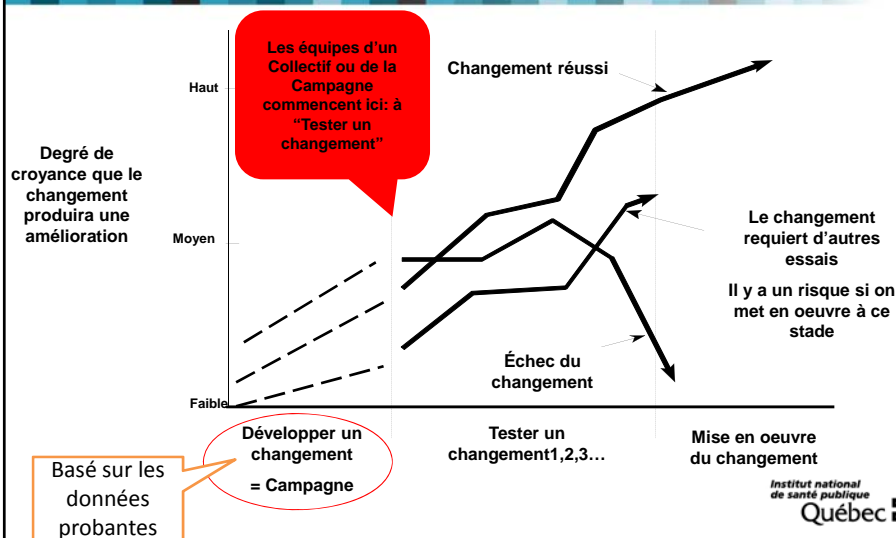 Les équipes d'un
Collectif ou de la
Campagne
commencent ici: à
“Tester un
changement”
Changement réussi
Haut
Degré de
croyance que le
changement
produira une
amélioration
Moyen
Le changement
requiert d'autres
essais
Il y a un risque si on
met en oeuvre à ce
stade
Échec du
changement
Faible
Développer un
changement
= Campagne
Tester un
changement1,2,3…
Mise en oeuvre
du changement
Basé sur les
données
probantes
Institut national
de santé publique
Québec